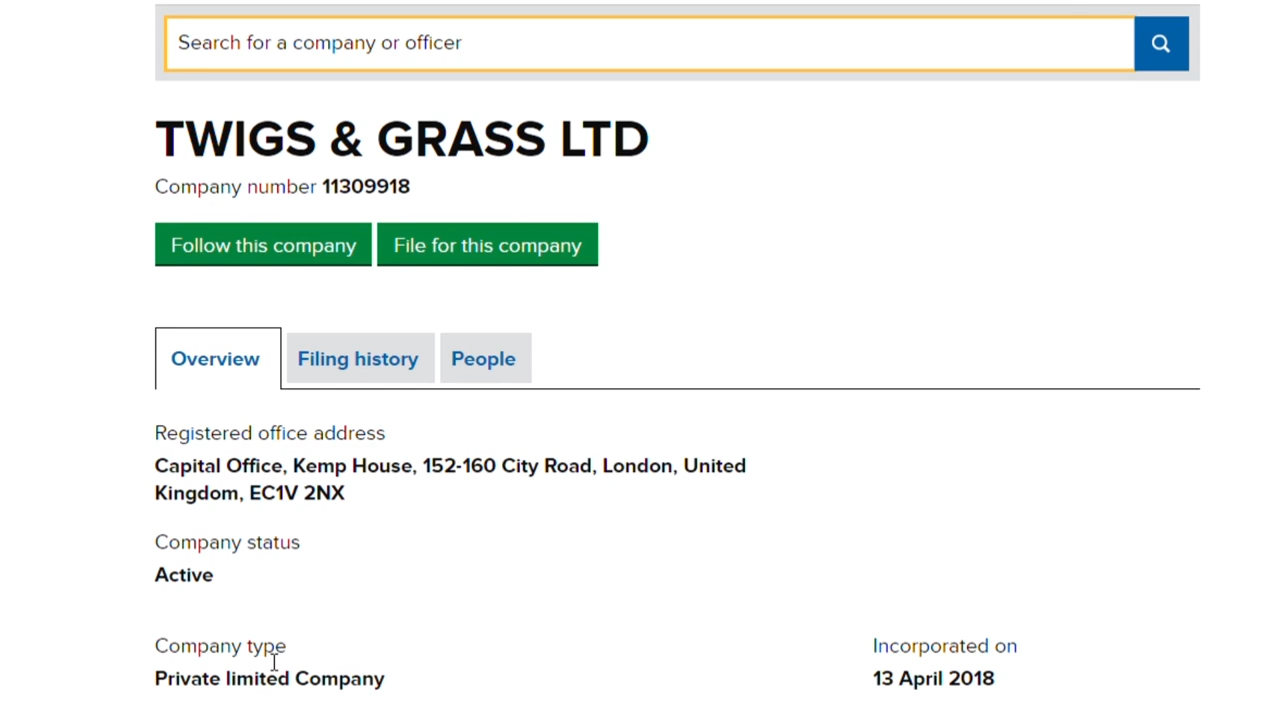 Search for a company or officer
TWIGS & GRASS LTD
Company number 11309918
Follow this company File for this company
Overview Filing history People
Registered office address
Capital Office, Kemp House, 152-160 City Road, London, United
Kingdom, EC1V 2NX
Company status
Active
Company type Incorporated on
Private limited Company 13 April 2018